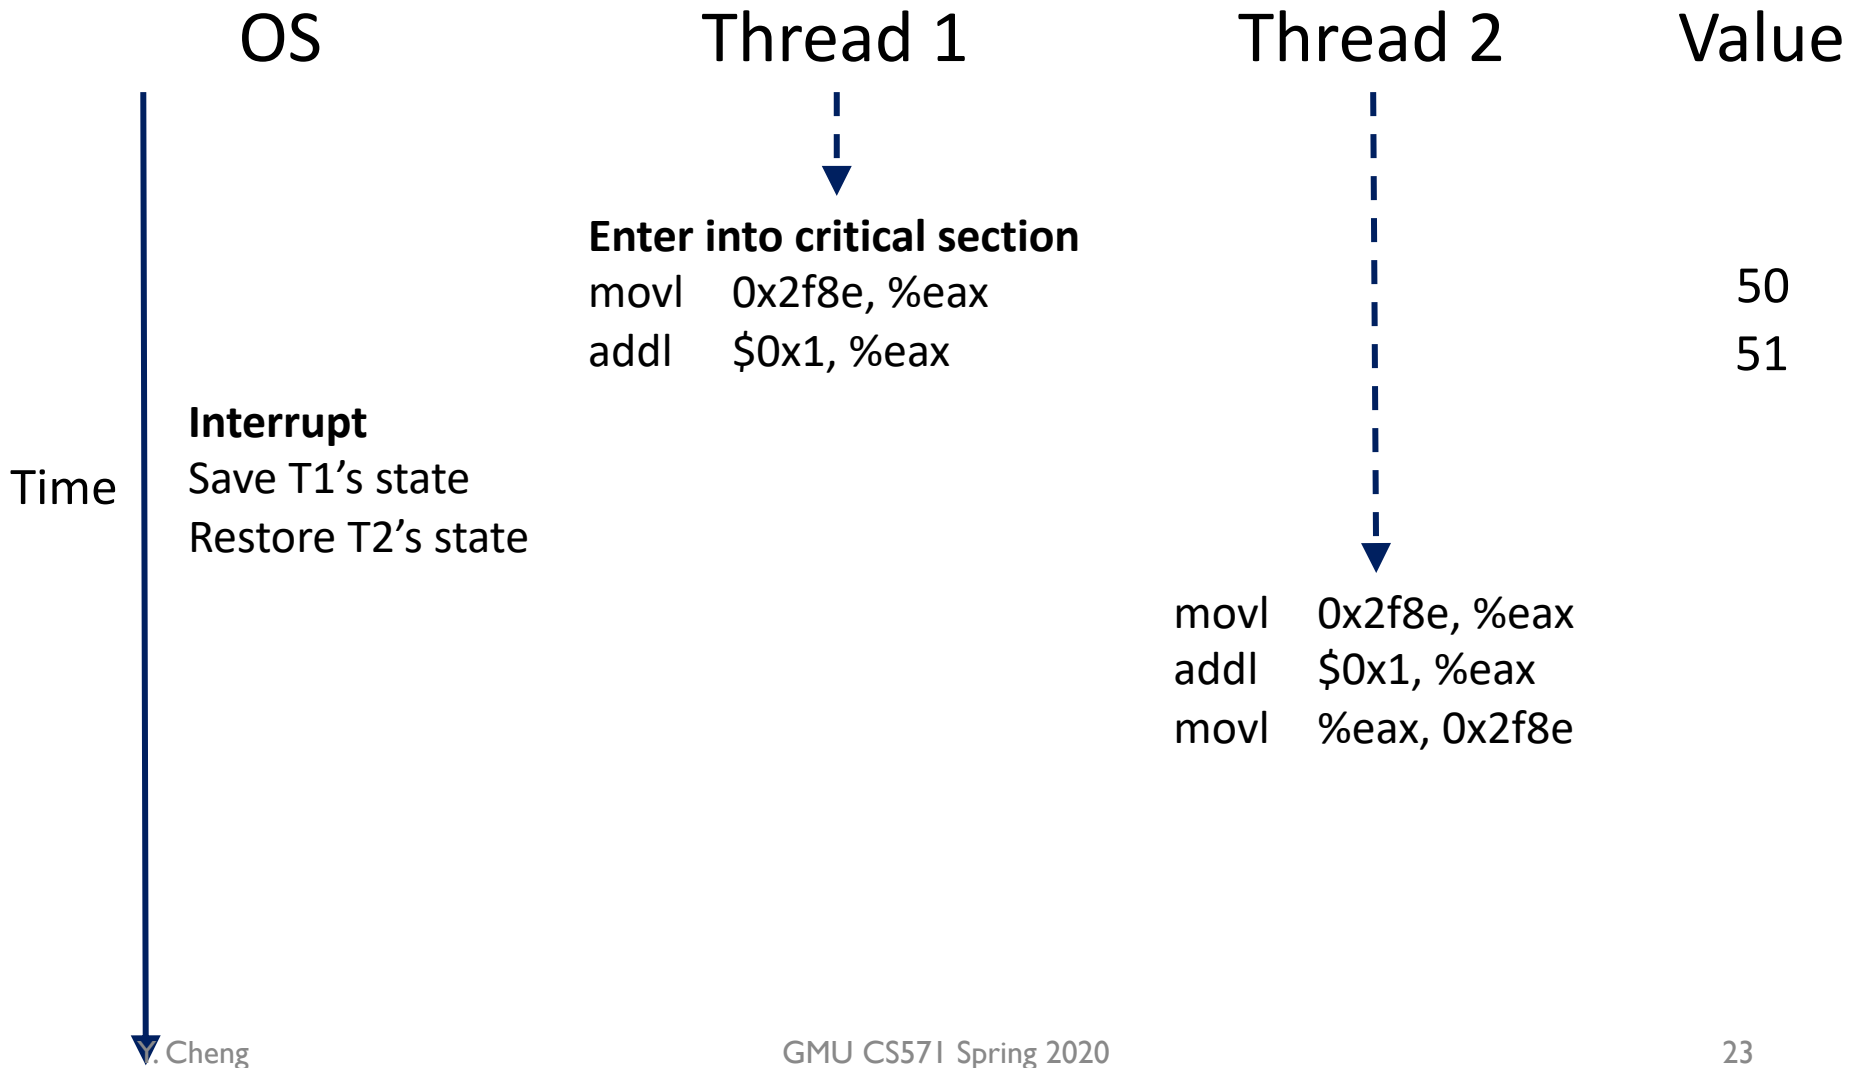 OS Thread 1 Thread 2 Value
Enter into critical section
movl 0x2f8e, %eax 50
addl $0x1, %eax 51
Interrupt
Save T1’s state
Time
Restore T2’s state
movl 0x2f8e, %eax
addl $0x1, %eax
movl %eax, 0x2f8e
Y. Cheng GMU CS571 Spring 2020 23